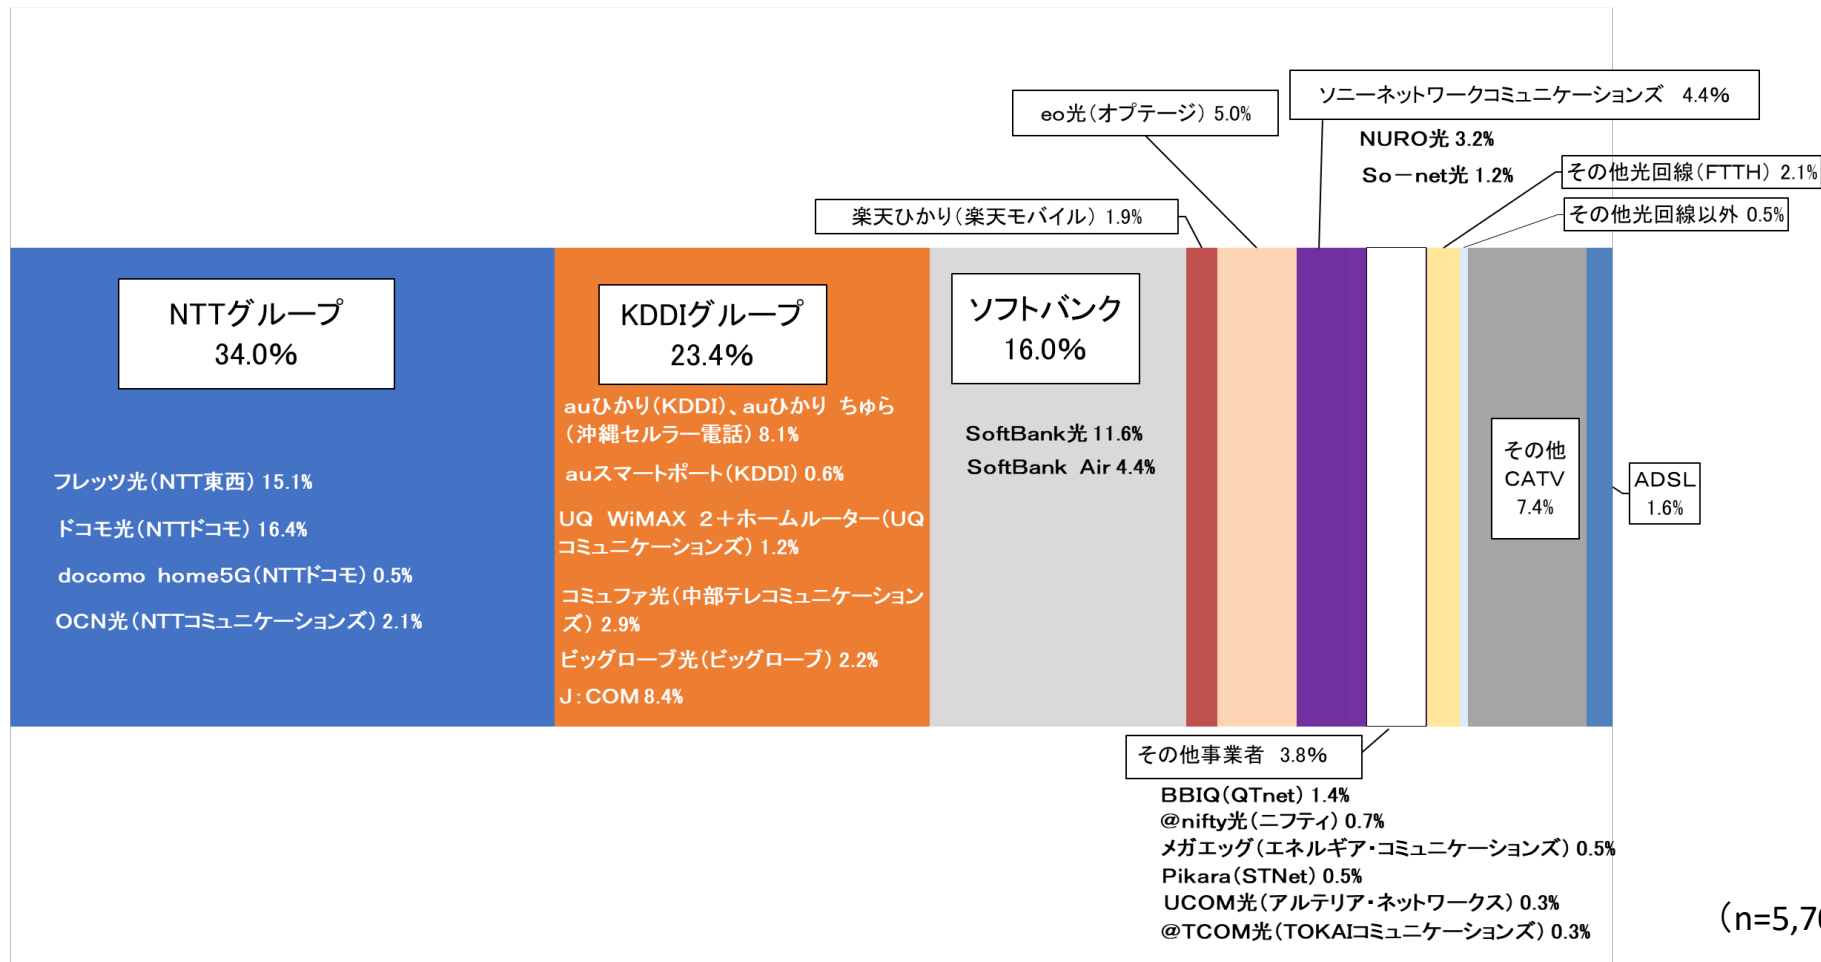 ソニーネットワークコミュニケーションズ 4.4%
eo光(オプテージ) 5.0%
NURO光 3.2%
So-net光 1.2%
その他光回線(FTTH) 2.1%
楽天ひかり(楽天モバイル) 1.9%
その他光回線以外 0.5%
NTTグループ
34.0%
フレッツ光(NTT東西) 15.1%
ドコモ光(NTTドコモ) 16.4%
docomo home5G(NTTドコモ) 0.5%
OCN光(NTTコミュニケーションズ) 2.1%
KDDIグループ
23.4%
auひかり(KDDI)、auひかり ちゅら
(沖縄セルラー電話) 8.1%
auスマートポート(KDDI) 0.6%
UQ WiMAX 2+ホームルーター(UQ
コミュニケーションズ) 1.2%
コミュファ光(中部テレコミュニケーション
ズ) 2.9%
ビッグローブ光(ビッグローブ) 2.2%
J:COM 8.4%
ソフトバンク
16.0%
SoftBank光 11.6%
SoftBank Air 4.4%
その他
CATV
7.4%
ADSL
1.6%
その他事業者 3.8%
BBIQ(QTnet) 1.4%
@nifty光(ニフティ) 0.7%
メガエッグ(エネルギア・コミュニケーションズ) 0.5%
Pikara(STNet) 0.5%
UCOM光(アルテリア・ネットワークス) 0.3%
@TCOM光(TOKAIコミュニケーションズ) 0.3%